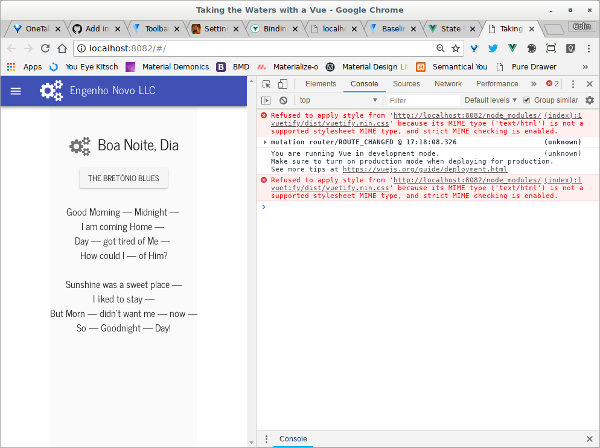 Taking the Waters with a Vue - Google Chrome
OneTa Add in Toolba Settin Bindin localh Baselin State Taking Colin
localhost:8082/#/
Apps You Eye Kitsch Material Demonics BMD Materialize-o Material Design Li Semantical You Pure Drawer »
Engenho Novo LLC
Elements Console Sources Network Performance » 2
top Filter Default levels Group similar
Refused to apply style from 'http://localhost:8082/node_modules/ (index):1
vuetify/dist/vuetify.min.css' because its MIME type ('text/html') is not a
supported stylesheet MIME type, and strict MIME checking is enabled.
mutation router/ROUTE_CHANGED @ 17:18:08.326 (unknown)
You are running Vue in development mode. (unknown)
Make sure to turn on production mode when deploying for production.
See more tips at https://vuejs.org/guide/deployment.html
Refused to apply style from 'http://localhost:8082/node_modules/ (index):1
vuetify/dist/vuetify.min.css' because its MIME type ('text/html') is not a
supported stylesheet MIME type, and strict MIME checking is enabled.
Boa Noite, Dia
THE BRETÔNIO BLUES
Good Morning — Midnight —
I am coming Home —
Day — got tired of Me —
How could I — of Him?
Sunshine was a sweet place —
I liked to stay —
But Morn — didn't want me — now —
So — Goodnight — Day!
Console